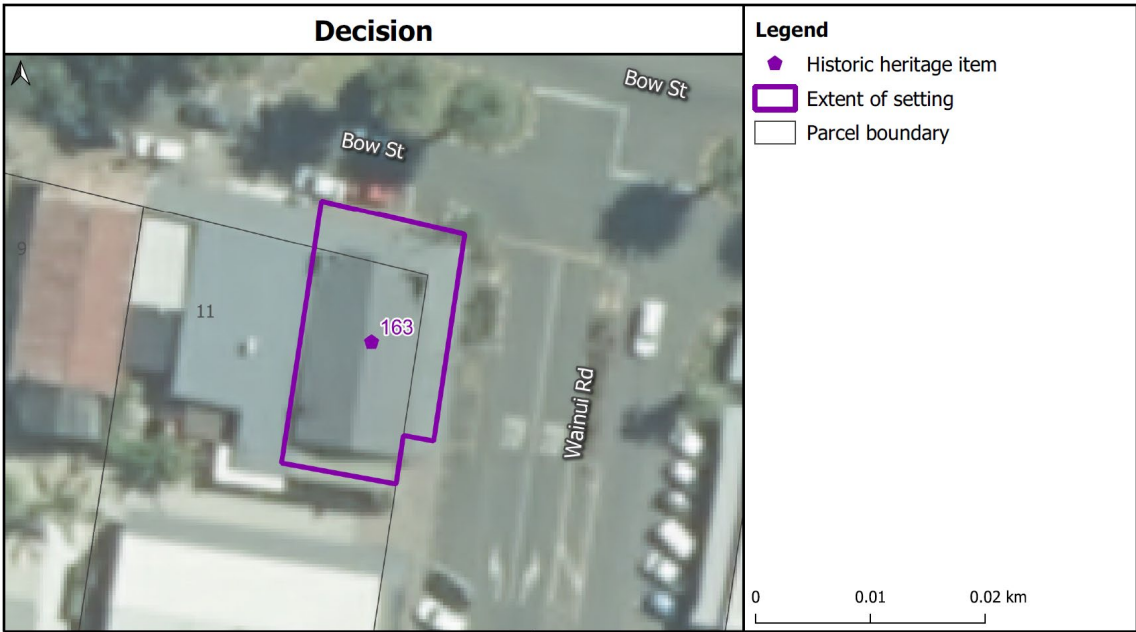 Decision
Bow St
Bow St
9
11
163
Wainui Rd
Legend
Historic heritage item
Extent of setting
Parcel boundary
0 0.01 0.02 km